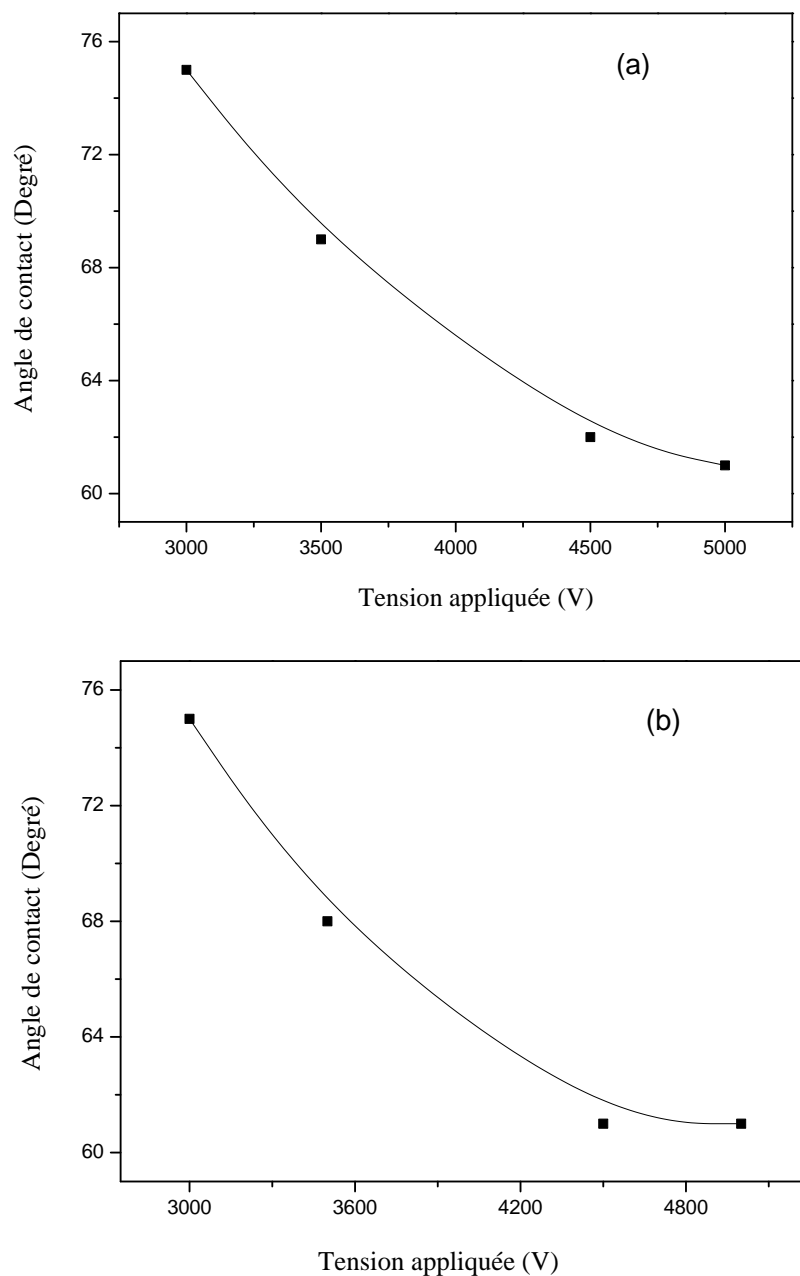 76
(a)
72
68
64
60
Angle de contact (Degré)
3000 3500 4000 4500 5000
Tension appliquée (V)
76
(b)
72
68
64
60
Angle de contact (Degré)
3000 3600 4200 4800
Tension appliquée (V)